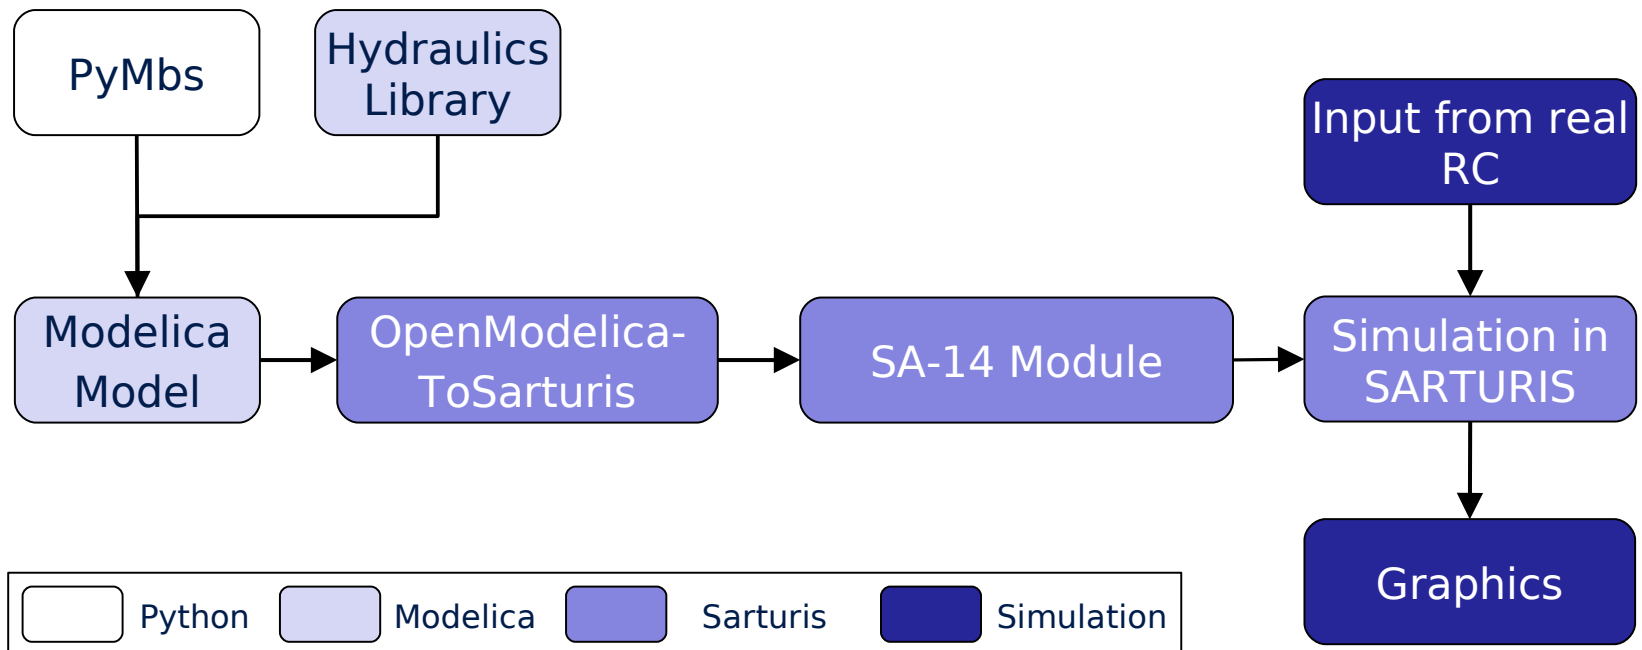 PyMbs
Hydraulics
Library
Input from real
RC
Modelica
Model
OpenModelica-
ToSarturis
SA-14 Module
Simulation in
SARTURIS
Graphics
Python
Modelica
Sarturis
Simulation